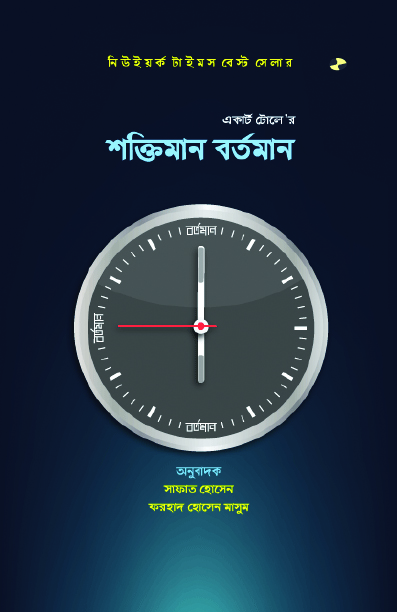 নিউইয়র্ক টাইমস বেস্ট সেলার
একার্ট টোলে'র
শক্তিমান বর্তমান
বর্তমান
বর্তমান
বর্তমান
অনুবাদক
সাফাত হোসেন
ফরহাদ হোসেন মাসুম